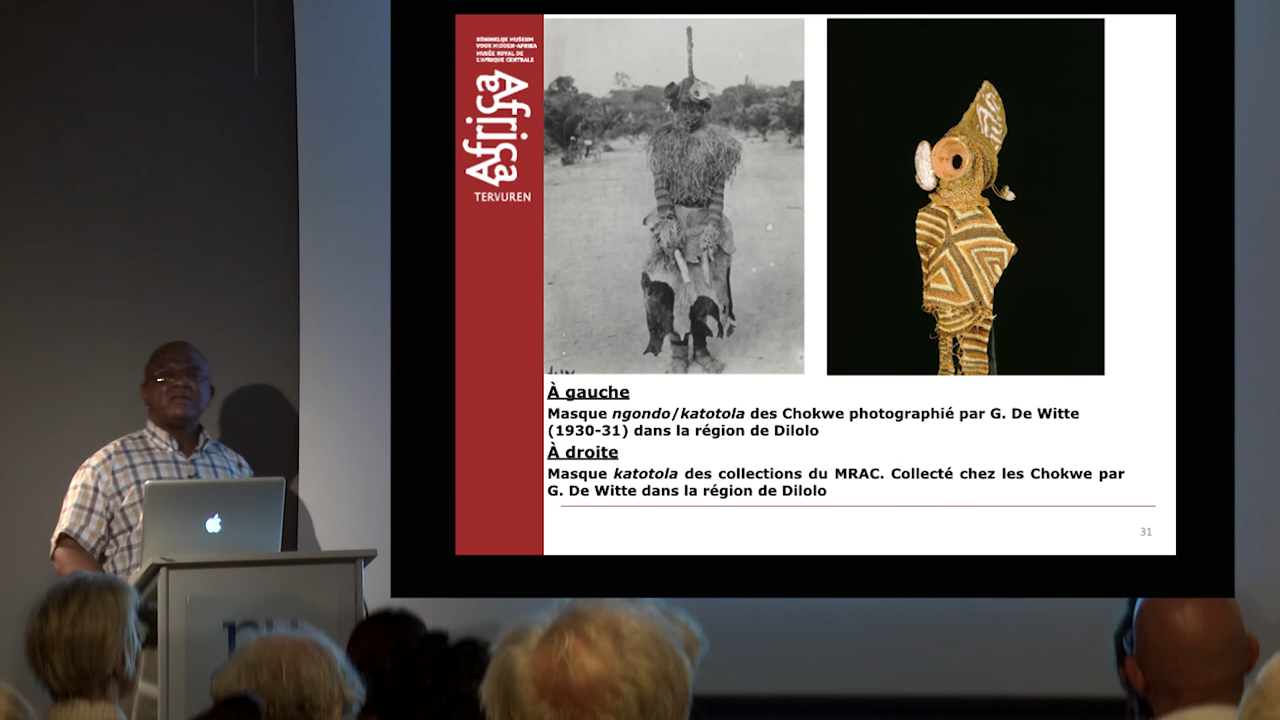 KONINKLIJK MUSEUM
VOOR MIDDEN-AFRIKA
MUSÉE ROYAL DE
L'AFRIQUE CENTRALE
Africa
Africa
TERVUREN
À gauche
Masque ngondo/katotola des Chokwe photographié par G. De Witte
(1930-31) dans la région de Dilolo
À droite
Masque katotola des collections du MRAC. Collecté chez les Chokwe par
G. De Witte dans la région de Dilolo
31